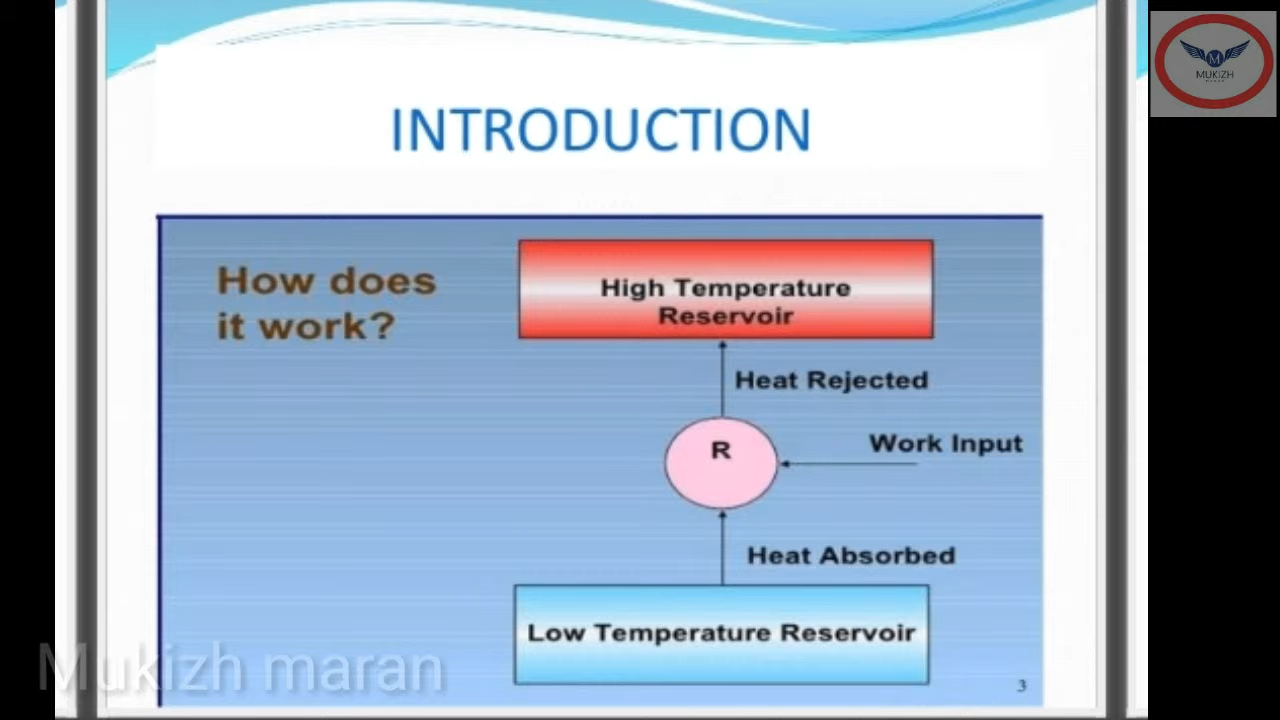 M
MUKIZH
INTRODUCTION
How does
it work?
High Temperature
Reservoir
Heat Rejected
R
Work Input
Heat Absorbed
Low Temperature Reservoir
Mukizh maran
3